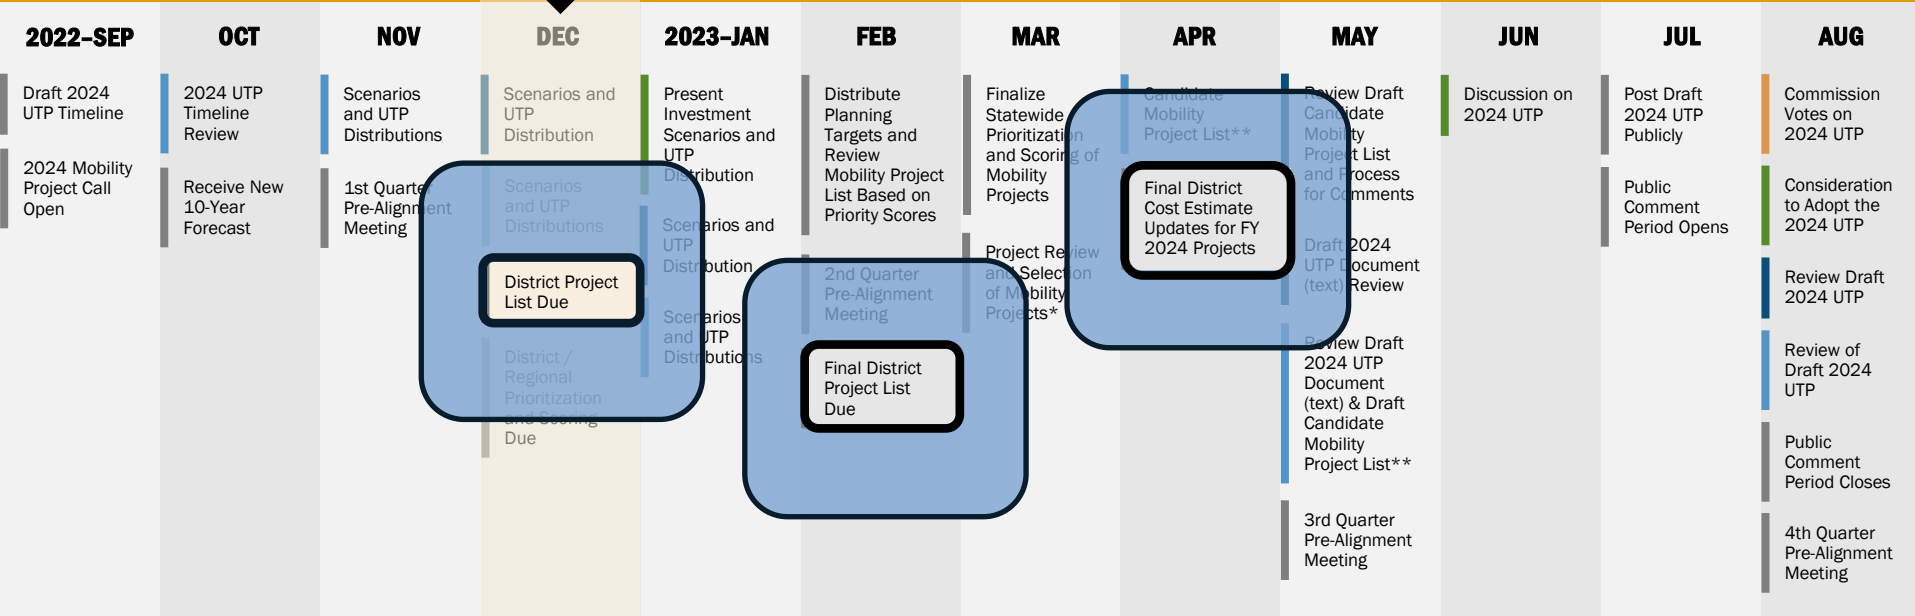 2022–SEP
Draft 2024
UTP Timeline
2024 Mobility
Project Call
Open
OCT
2024 UTP
Timeline
Review
Receive New
10-Year
Forecast
NOV
Scenarios
and UTP
Distributions
1st Quarter
Pre-Alignment
Meeting
DEC
Scenarios and
UTP
Distribution
Scenarios
and UTP
Distributions
District Project
List Due
District /
Regional
Prioritization
and Scoring
Due
2023–JAN
Present
Investment
Scenarios and
UTP
Distribution
Scenarios and
UTP
Distribution
Scenarios
and UTP
Distributions
FEB
Distribute
Planning
Targets and
Review
Mobility Project
List Based on
Priority Scores
2nd Quarter
Pre-Alignment
Meeting
Final District
Project List
Due
MAR
Finalize
Statewide
Prioritization
and Scoring of
Mobility
Projects
Project Review
and Selection
of Mobility
Projects*
APR
Candidate
Mobility
Project List**
Final District
Cost Estimate
Updates for FY
2024 Projects
MAY
Review Draft
Candidate
Mobility
Project List
and Process
for Comments
Draft 2024
UTP Document
(text) Review
Review Draft
2024 UTP
Document
(text) & Draft
Candidate
Mobility
Project List**
3rd Quarter
Pre-Alignment
Meeting
JUN
Discussion on
2024 UTP
JUL
Post Draft
2024 UTP
Publicly
Public
Comment
Period Opens
AUG
Commission
Votes on
2024 UTP
Consideration
to Adopt the
2024 UTP
Review Draft
2024 UTP
Review of
Draft 2024
UTP
Public
Comment
Period Closes
4th Quarter
Pre-Alignment
Meeting